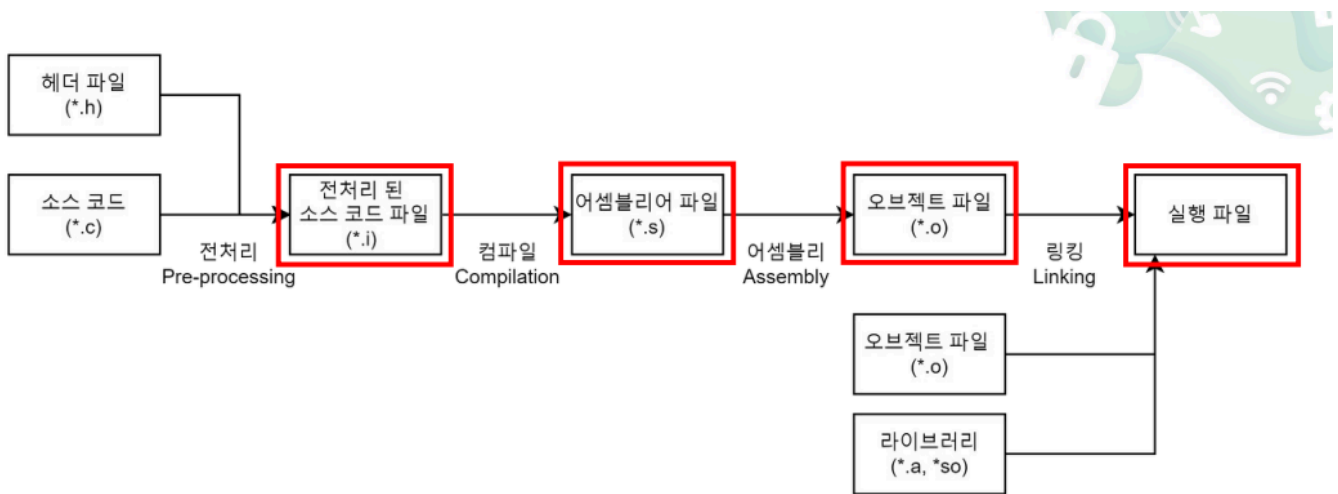 헤더 파일
(*.h)
소스 코드
(*.c)
전처리
Pre-processing
전처리 된
소스 코드 파일
(*.i)
컴파일
Compilation
어셈블리어 파일
(*.s)
어셈블리
Assembly
오브젝트 파일
(*.o)
링킹
Linking
실행 파일
오브젝트 파일
(*.o)
라이브러리
(*.a, *so)